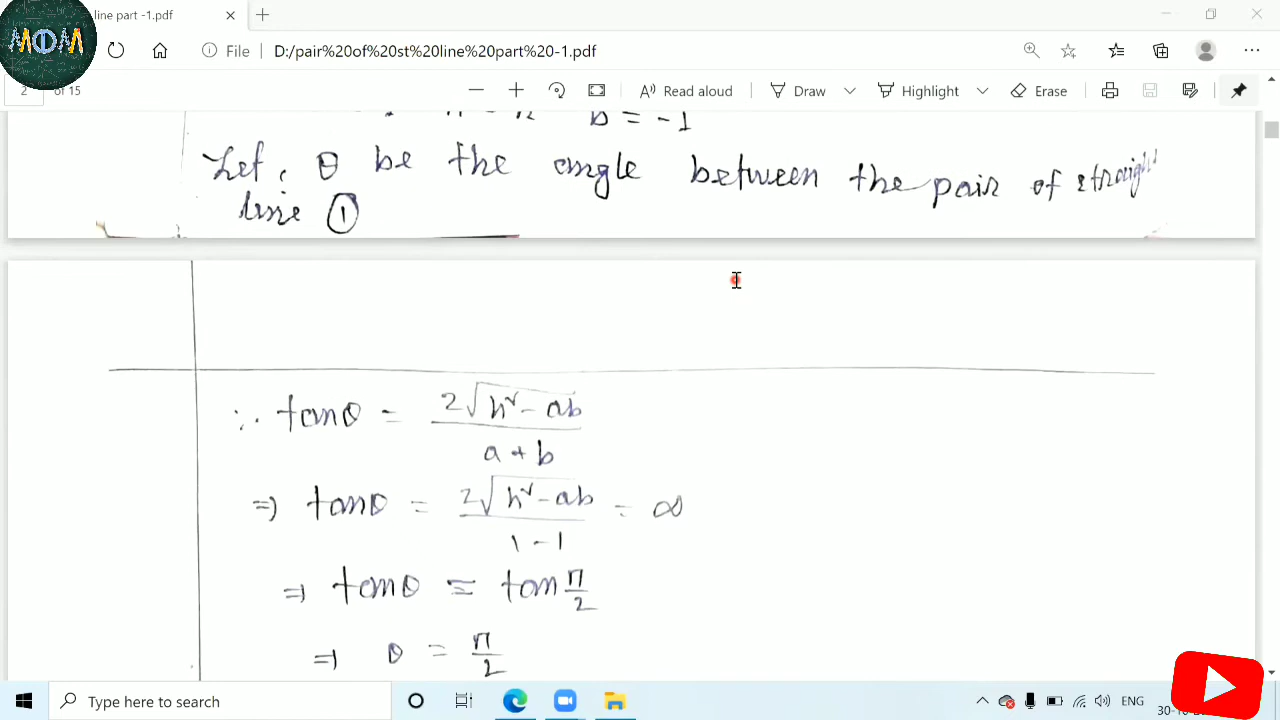 line part -1.pdf
MOM
File D:/pair%20of%20st%20line%20part%20-1.pdf
2 of 15 Read aloud Draw Highlight Erase
b = -1
Let, θ be the angle between the pair of straight
line ①
∵ tanθ = 2√h² - ab / a + b
⇒ tanθ = 2√h² - ab / 1 - 1 = ∞
⇒ tanθ = tan π/2
⇒ θ = π/2
Type here to search
ENG